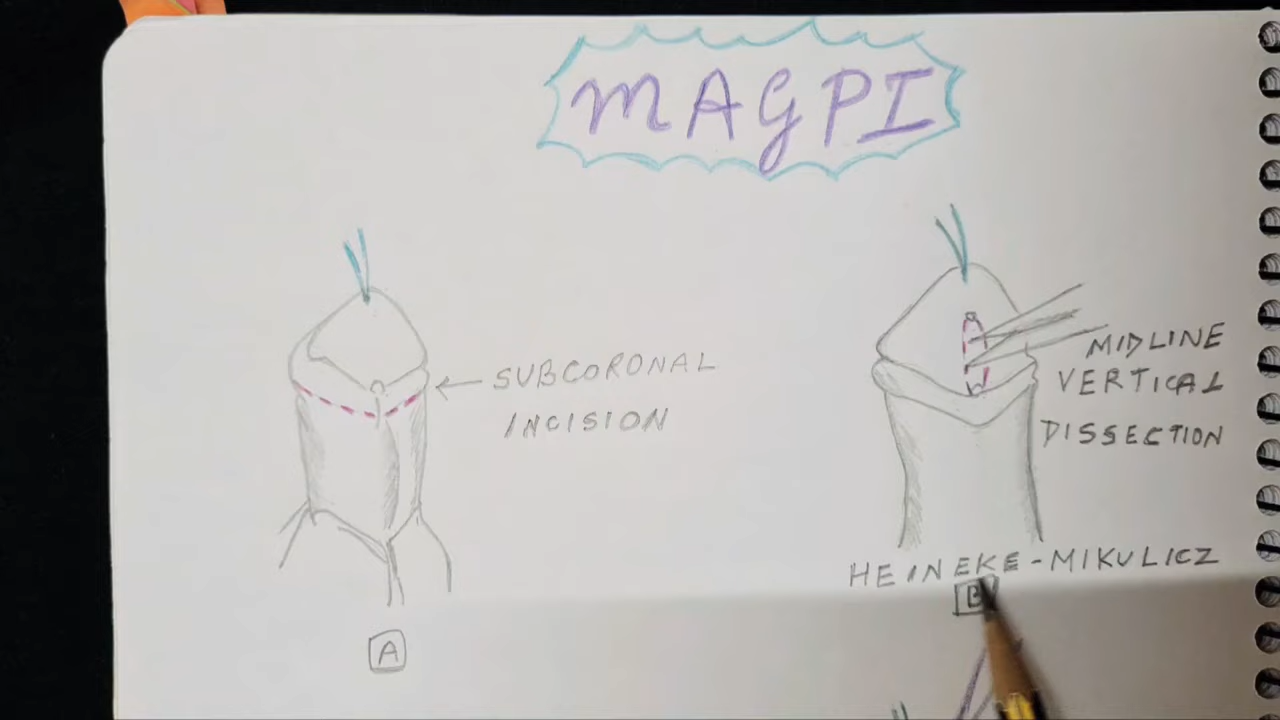 MAGPI
SUBCORONAL
INCISION
A
MIDLINE
VERTICAL
DISSECTION
HEINEKE-MIKULICZ
B